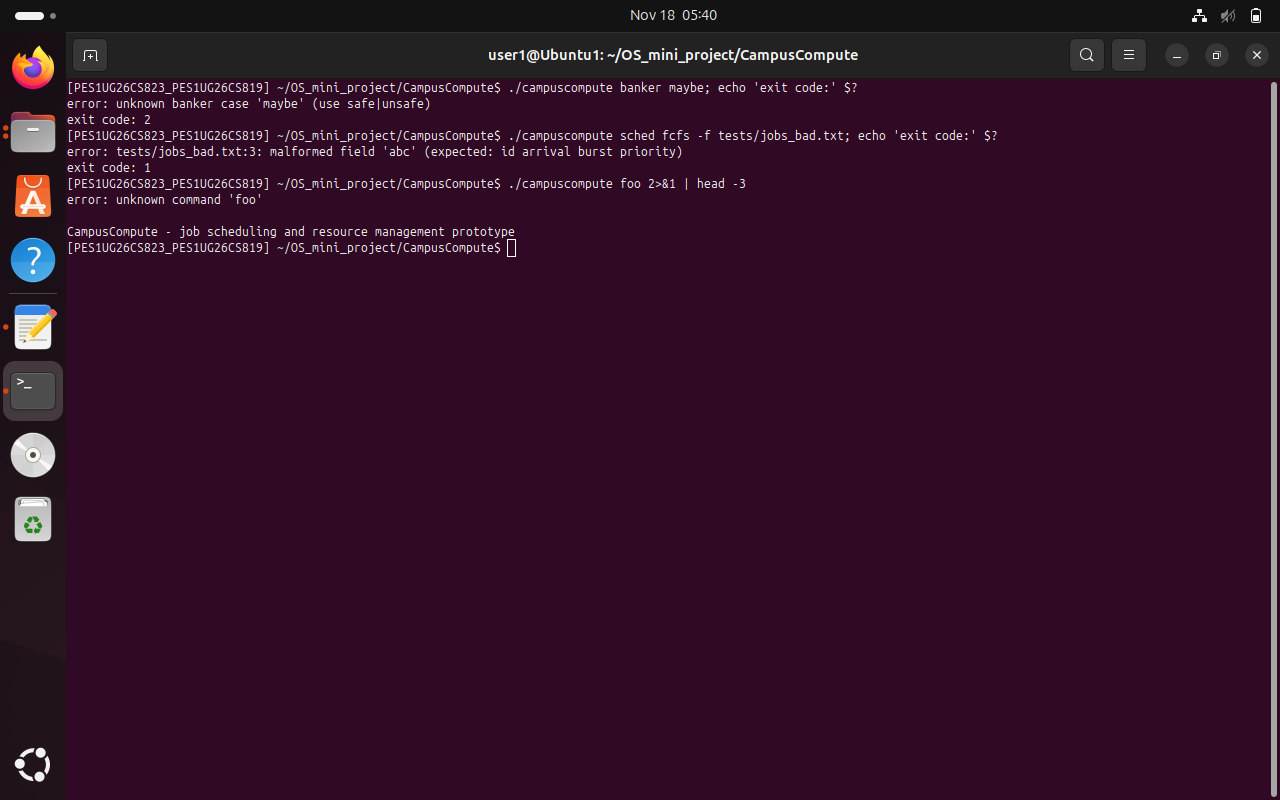 Nov 18 05:40
user1@Ubuntu1: ~/OS_mini_project/CampusCompute
[PES1UG26CS823_PES1UG26CS819] ~/OS_mini_project/CampusCompute$ ./campuscompute banker maybe; echo 'exit code:' $?
error: unknown banker case 'maybe' (use safe|unsafe)
exit code: 2
[PES1UG26CS823_PES1UG26CS819] ~/OS_mini_project/CampusCompute$ ./campuscompute sched fcfs -f tests/jobs_bad.txt; echo 'exit code:' $?
error: tests/jobs_bad.txt:3: malformed field 'abc' (expected: id arrival burst priority)
exit code: 1
[PES1UG26CS823_PES1UG26CS819] ~/OS_mini_project/CampusCompute$ ./campuscompute foo 2>&1 | head -3
error: unknown command 'foo'
CampusCompute - job scheduling and resource management prototype
[PES1UG26CS823_PES1UG26CS819] ~/OS_mini_project/CampusCompute$